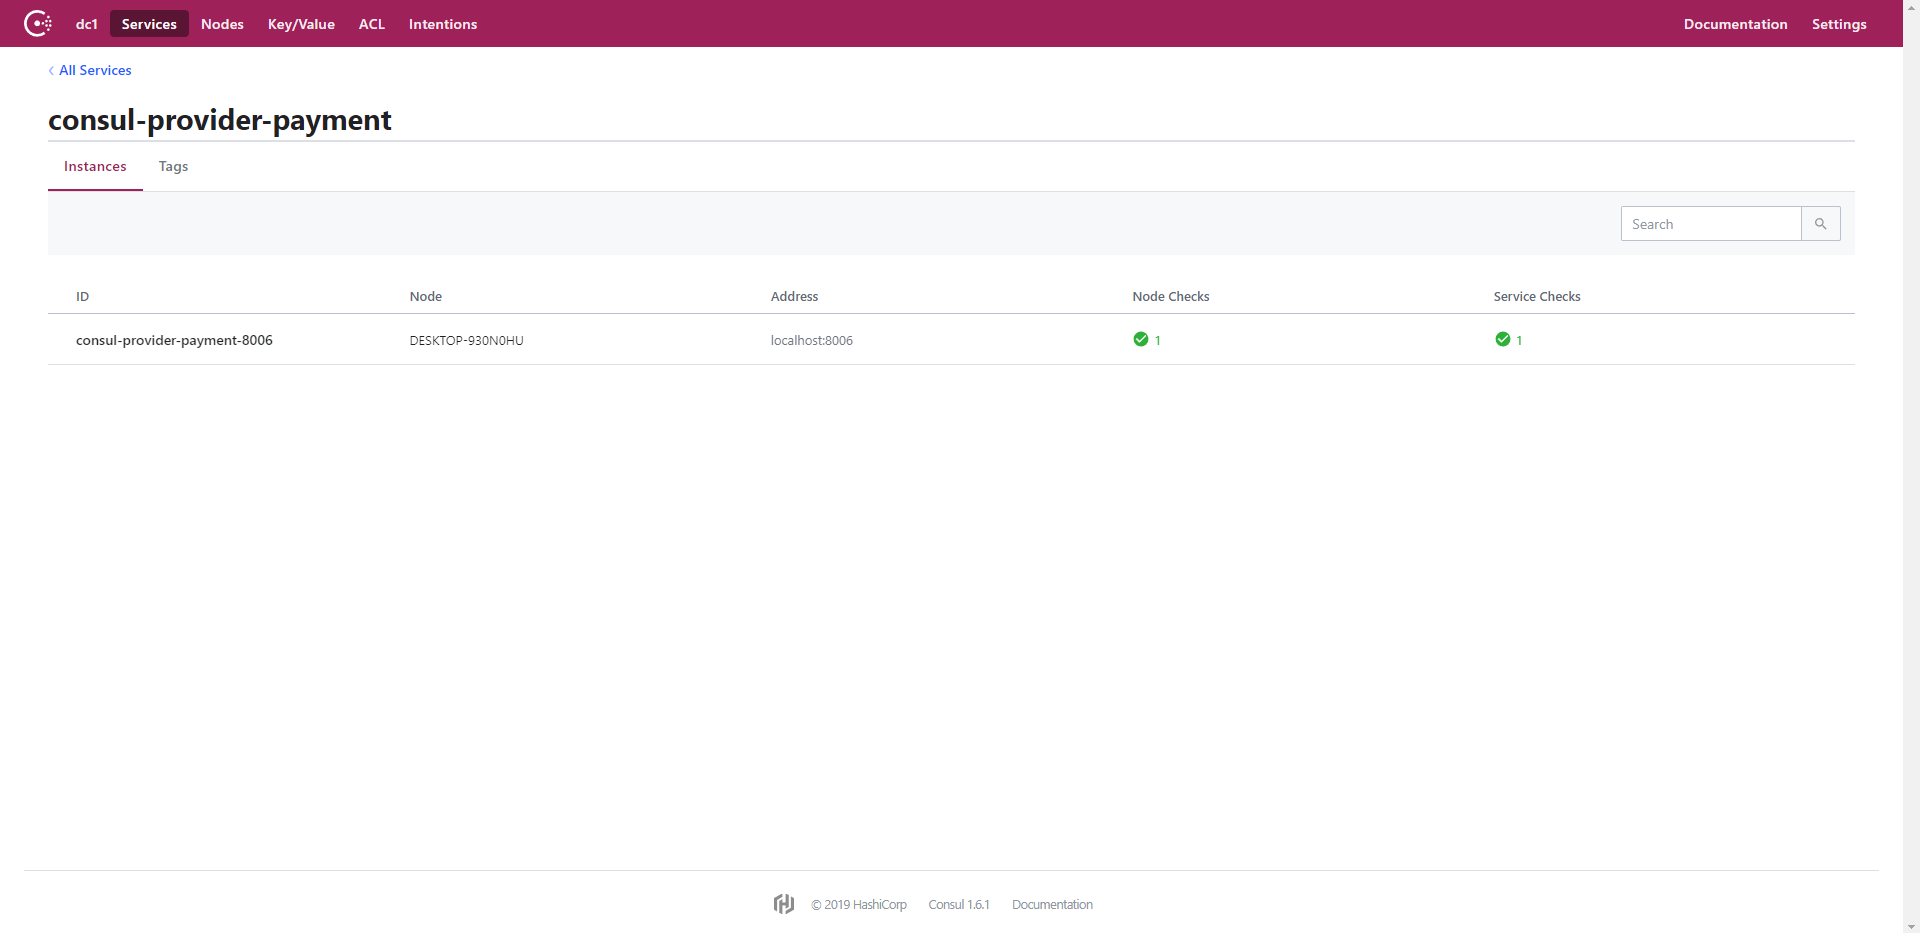 dc1 Services Nodes Key/Value ACL Intentions Documentation Settings
All Services
consul-provider-payment
Instances Tags
Search
ID Node Address Node Checks Service Checks
consul-provider-payment-8006 DESKTOP-930N0HU localhost:8006 1 1
© 2019 HashiCorp Consul 1.6.1 Documentation